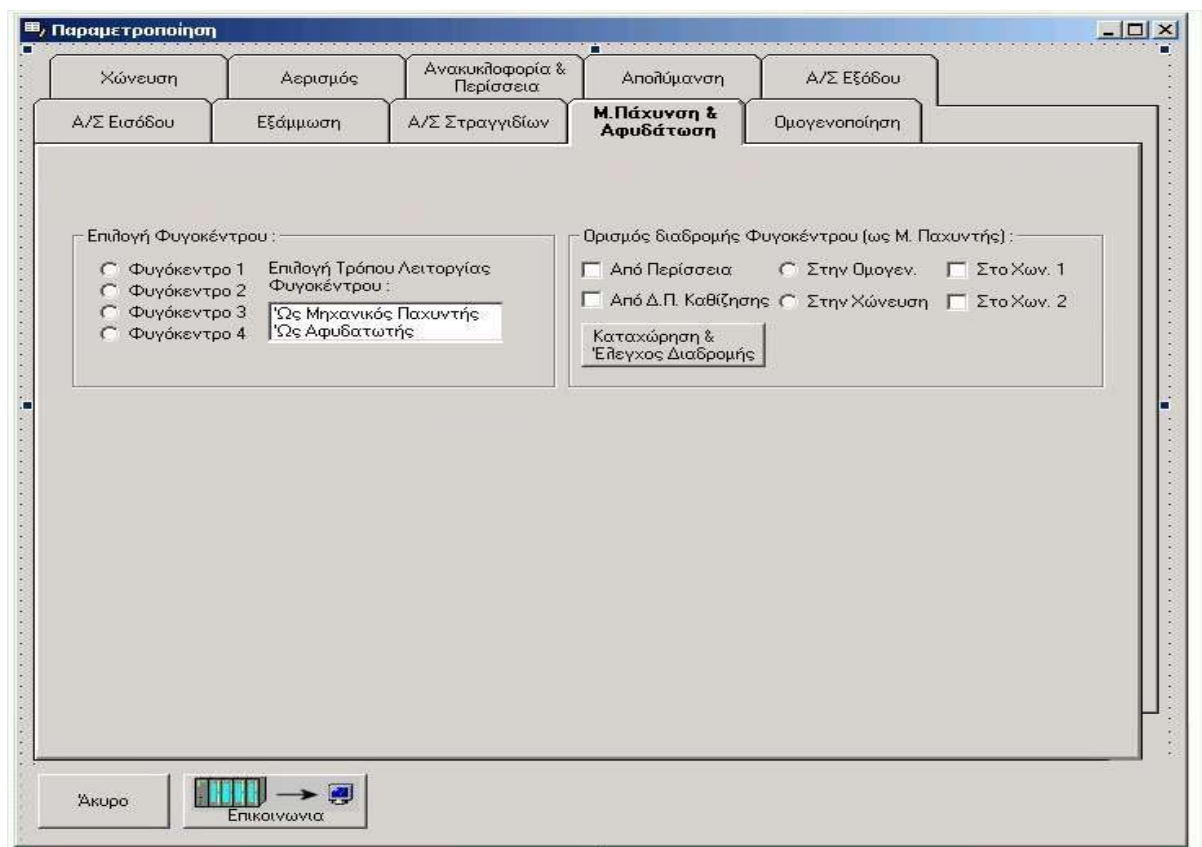 Παραμετροποίηση
Χώνευση
Αερισμός
Ανακυκλοφορία &
Περίσσεια
Απολύμανση
Α/Σ Εξόδου
Α/Σ Εισόδου
Εξάμμωση
Α/Σ Στραγγιδίων
Μ.Πάχυνση &
Αφυδάτωση
Ομογενοποίηση
Επιλογή Φυγοκέντρου :
Φυγόκεντρο 1
Φυγόκεντρο 2
Φυγόκεντρο 3
Φυγόκεντρο 4
Επιλογή Τρόπου Λειτοργίας
Φυγοκέντρου :
Ώς Μηχανικός Παχυντής
Ώς Αφυδατωτής
Ορισμός διαδρομής Φυγοκέντρου (ως Μ. Παχυντής) :
Από Περίσσεια
Στην Ομογεν.
Στο Χων. 1
Από Δ.Π. Καθίζησης
Στην Χώνευση
Στο Χων. 2
Καταχώρηση &
Έλεγχος Διαδρομής
Άκυρο
Επικοινωνια